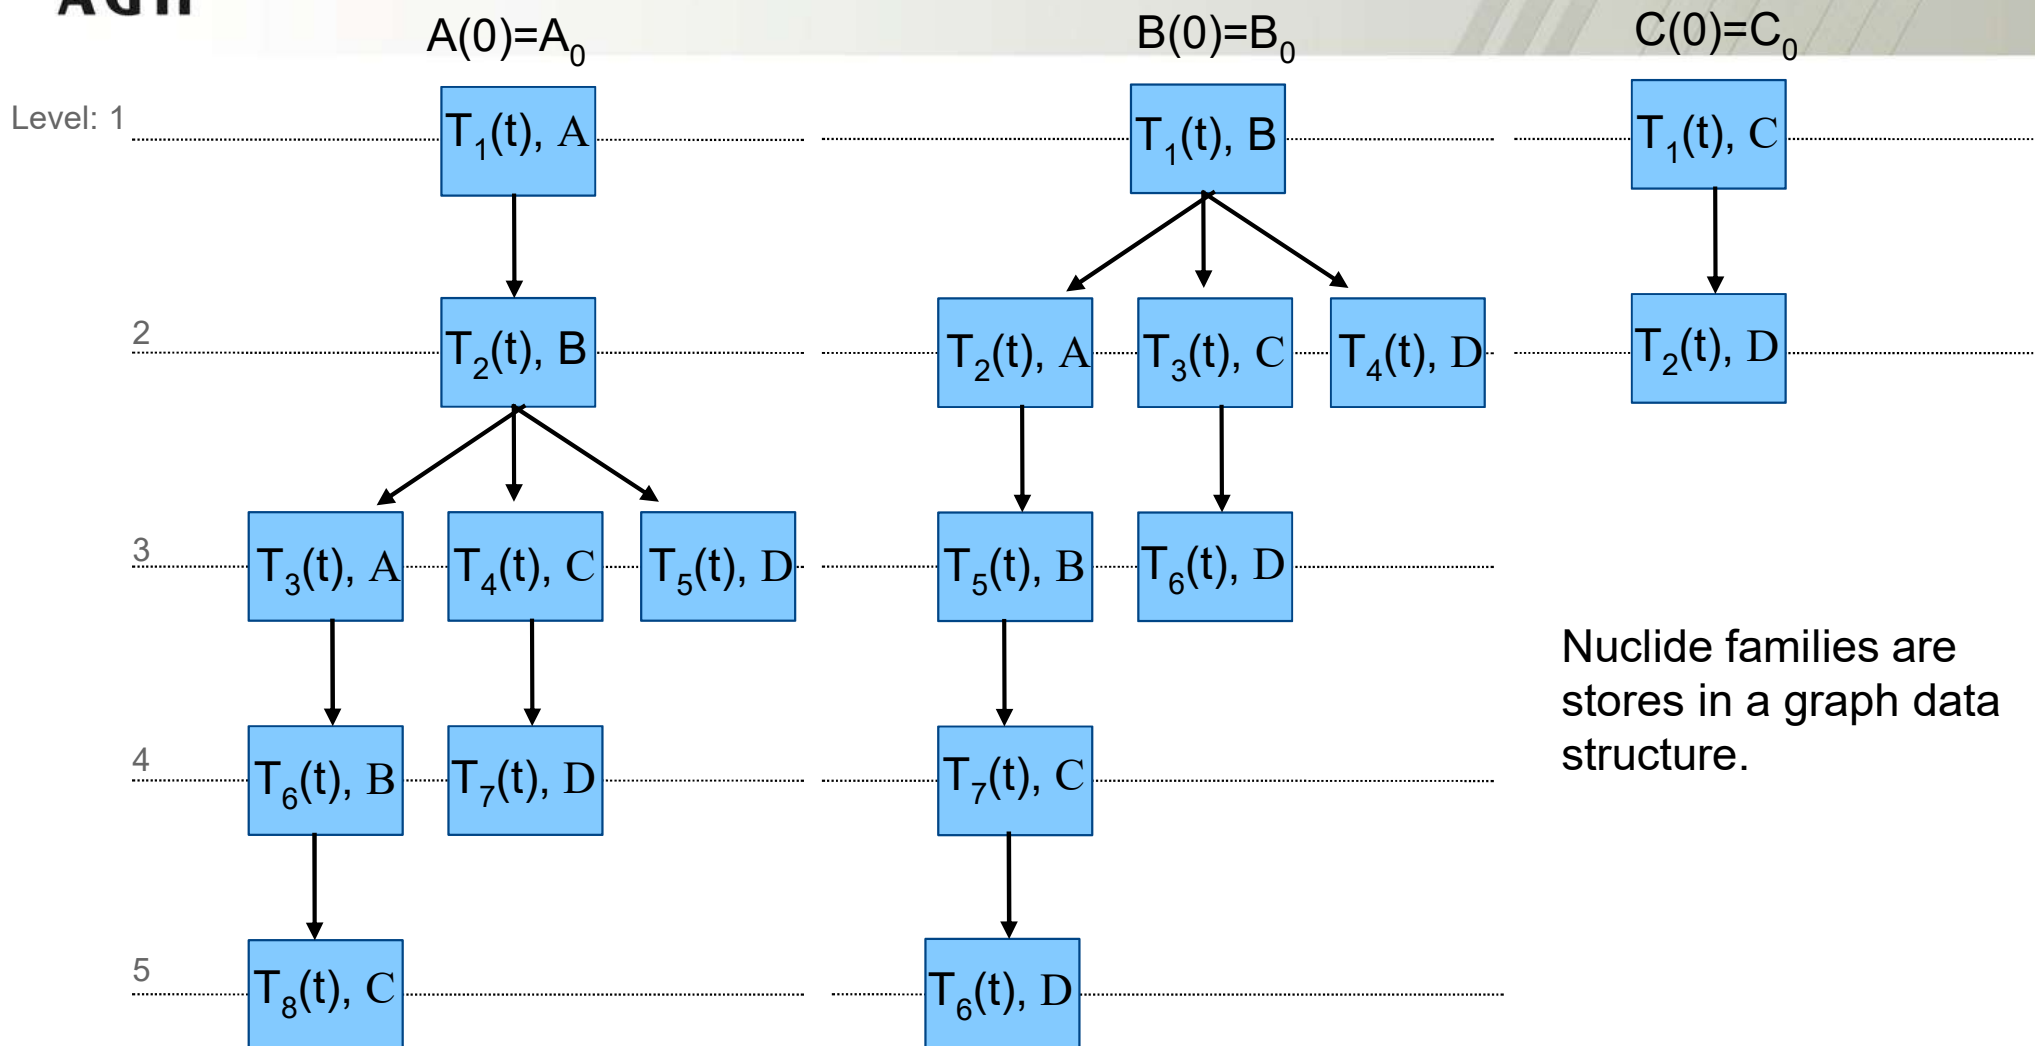 AGH
A(0)=A₀ B(0)=B₀ C(0)=C₀
Level: 1 T₁(t), A T₁(t), B T₁(t), C
2 T₂(t), B T₂(t), A T₃(t), C T₄(t), D T₂(t), D
3 T₃(t), A T₄(t), C T₅(t), D T₅(t), B T₆(t), D
Nuclide families are
stores in a graph data
structure.
4 T₆(t), B T₇(t), D T₇(t), C
5 T₈(t), C T₆(t), D